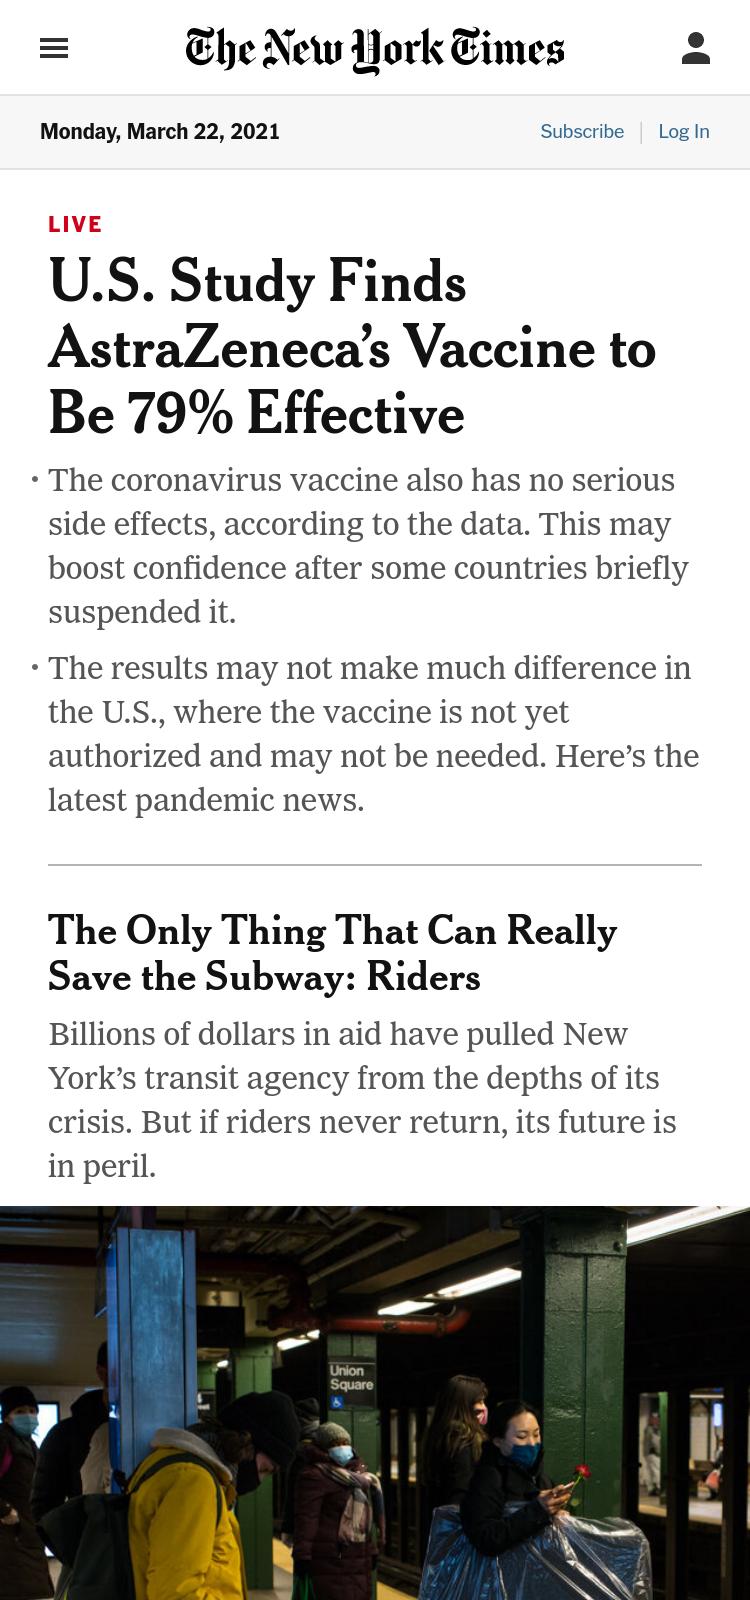 The New York Times
Monday, March 22, 2021
Subscribe | Log In
LIVE
U.S. Study Finds
AstraZeneca’s Vaccine to
Be 79% Effective
• The coronavirus vaccine also has no serious
side effects, according to the data. This may
boost confidence after some countries briefly
suspended it.
• The results may not make much difference in
the U.S., where the vaccine is not yet
authorized and may not be needed. Here’s the
latest pandemic news.
The Only Thing That Can Really
Save the Subway: Riders
Billions of dollars in aid have pulled New
York’s transit agency from the depths of its
crisis. But if riders never return, its future is
in peril.
Union
Square